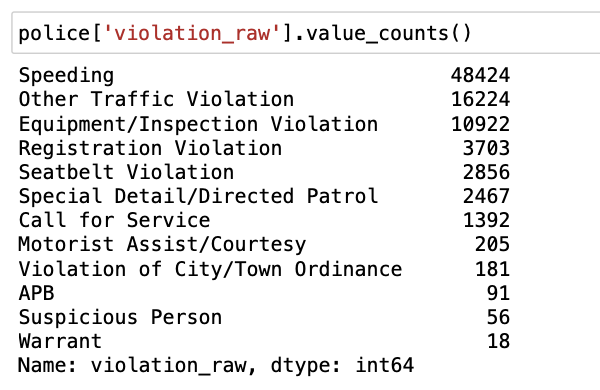 police['violation_raw'].value_counts()
Speeding 48424
Other Traffic Violation 16224
Equipment/Inspection Violation 10922
Registration Violation 3703
Seatbelt Violation 2856
Special Detail/Directed Patrol 2467
Call for Service 1392
Motorist Assist/Courtesy 205
Violation of City/Town Ordinance 181
APB 91
Suspicious Person 56
Warrant 18
Name: violation_raw, dtype: int64